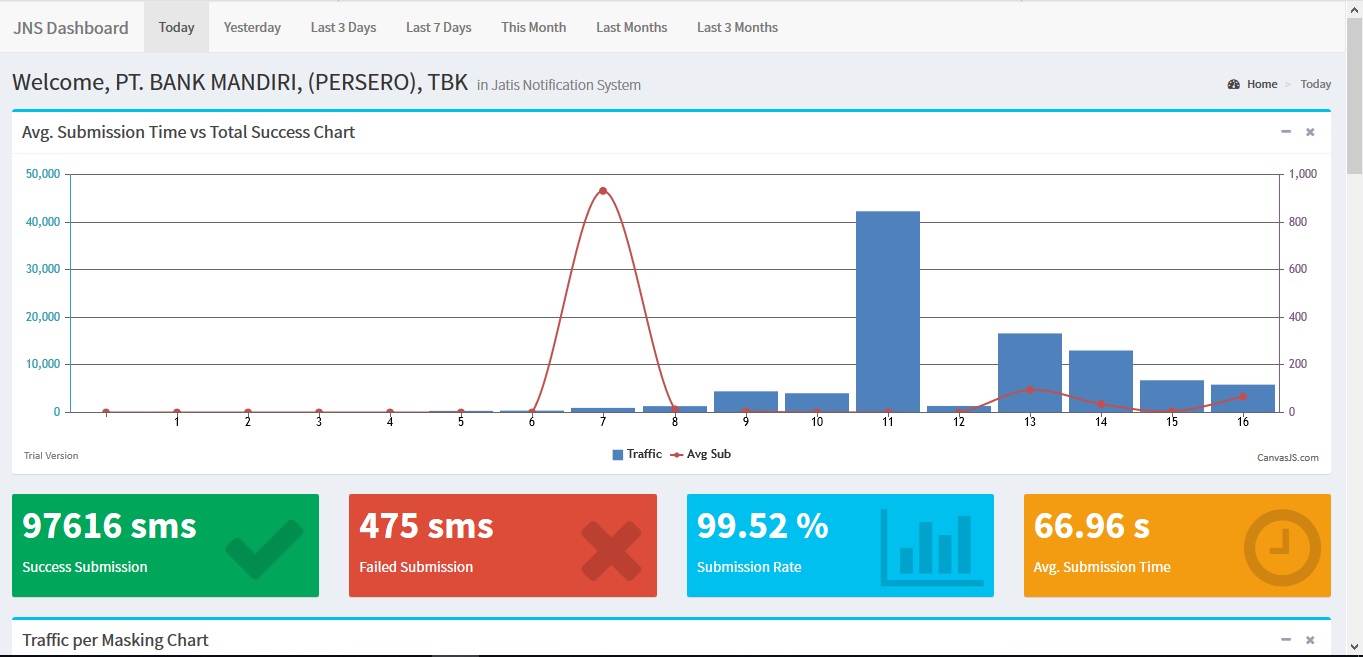 JNS Dashboard Today Yesterday Last 3 Days Last 7 Days This Month Last Months Last 3 Months
Welcome, PT. BANK MANDIRI, (PERSERO), TBK in Jatis Notification System Home > Today
Avg. Submission Time vs Total Success Chart
50,000 1,000
40,000 800
30,000 600
20,000 400
10,000 200
0 0
1 2 3 4 5 6 7 8 9 10 11 12 13 14 15 16
Trial Version Traffic Avg Sub CanvasJS.com
97616 sms 475 sms 99.52 % 66.96 s
Success Submission Failed Submission Submission Rate Avg. Submission Time
Traffic per Masking Chart